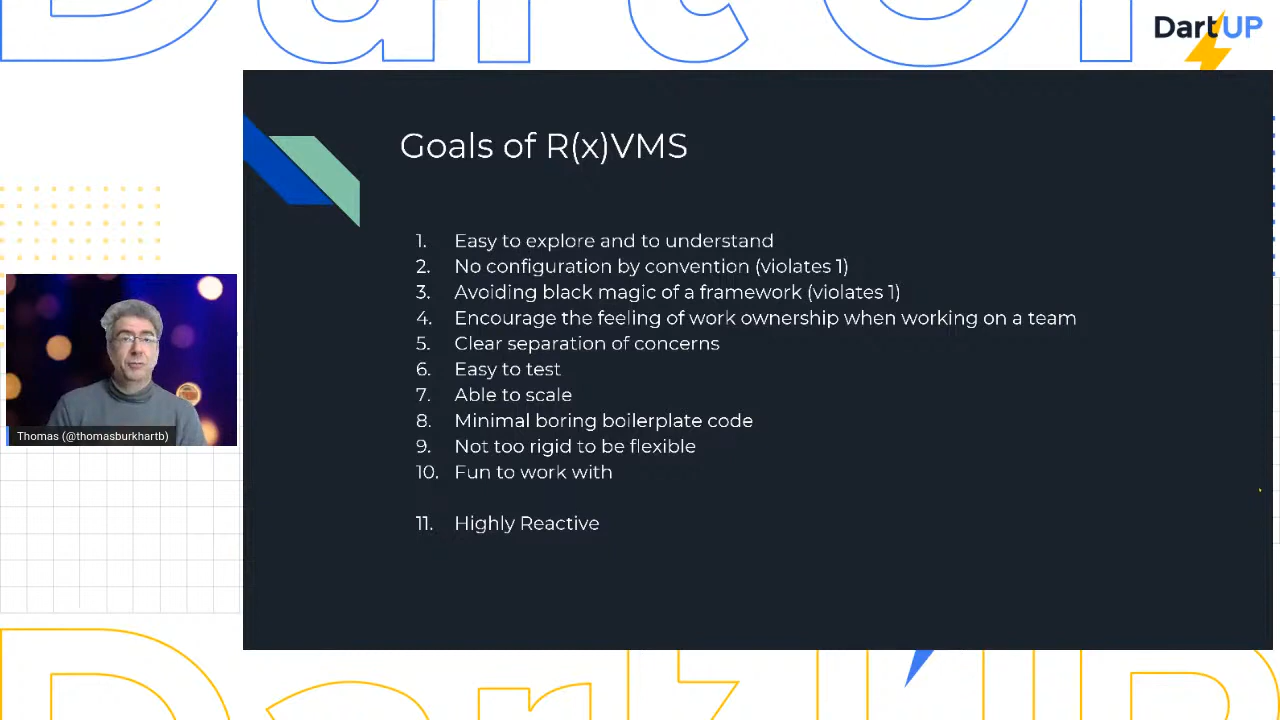 DartUP
Goals of R(x)VMS
1. Easy to explore and to understand
2. No configuration by convention (violates 1)
3. Avoiding black magic of a framework (violates 1)
4. Encourage the feeling of work ownership when working on a team
5. Clear separation of concerns
6. Easy to test
7. Able to scale
8. Minimal boring boilerplate code
9. Not too rigid to be flexible
10. Fun to work with
11. Highly Reactive
Thomas (@thomasburkhartb)